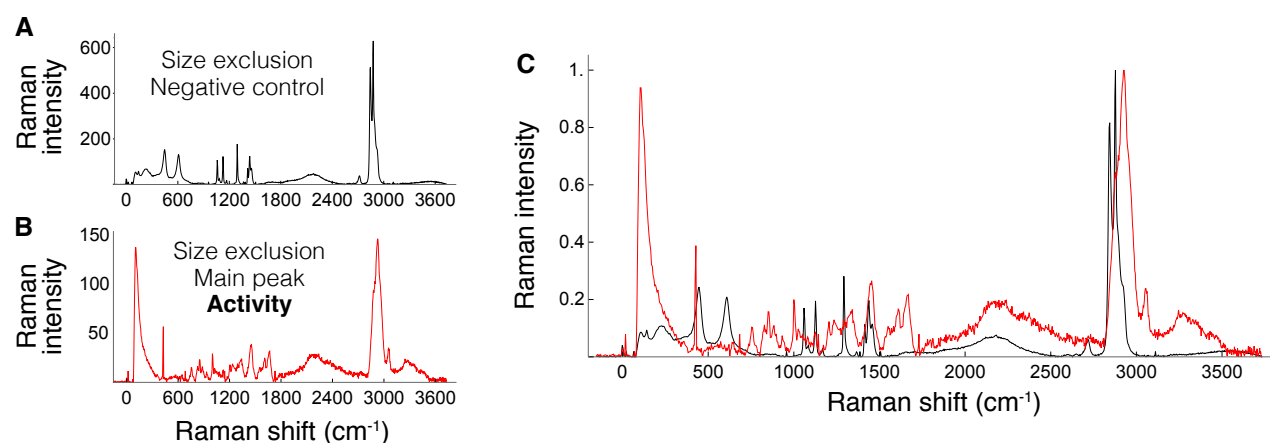 A
Raman
intensity
600
400
200
Size exclusion
Negative control
0 600 1200 1800 2400 3000 3600
B
Raman
intensity
150
100
50
Size exclusion
Main peak
Activity
0 600 1200 1800 2400 3000 3600
Raman shift (cm⁻¹)
C
Raman intensity
1.
0.8
0.6
0.4
0.2
0 500 1000 1500 2000 2500 3000 3500
Raman shift (cm⁻¹)